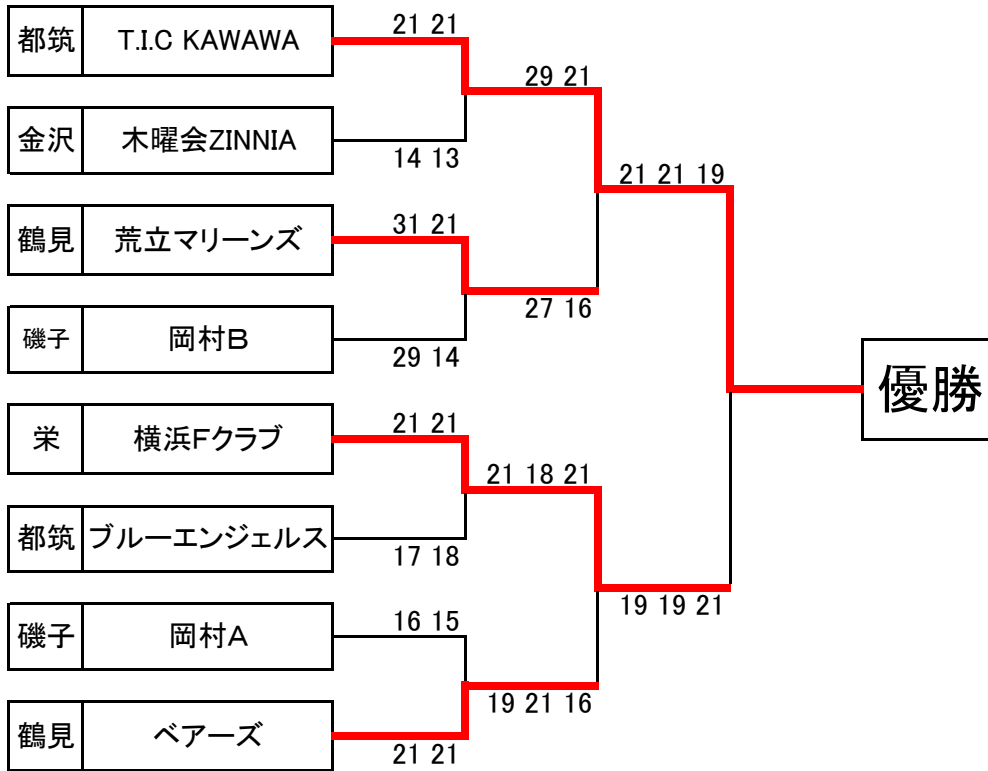 都筑 T.I.C KAWAWA
21 21
29 21
金沢 木曜会ZINNIA
14 13
21 21 19
鶴見 荒立マリーンズ
31 21
27 16
磯子 岡村B
29 14
優勝
栄 横浜Fクラブ
21 21
21 18 21
都筑 ブルーエンジェルス
17 18
19 19 21
磯子 岡村A
16 15
19 21 16
鶴見 ベアーズ
21 21